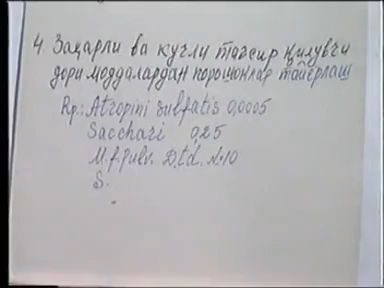 4. Заҳарли ва кучли таъсир қилувчи
дори моддалардан порошоклар тайёрлаш
Rp.: Atropini sulfatis 0,0005
Sacchari 0,25
M.f. pulv. D.t.d. №10
S.